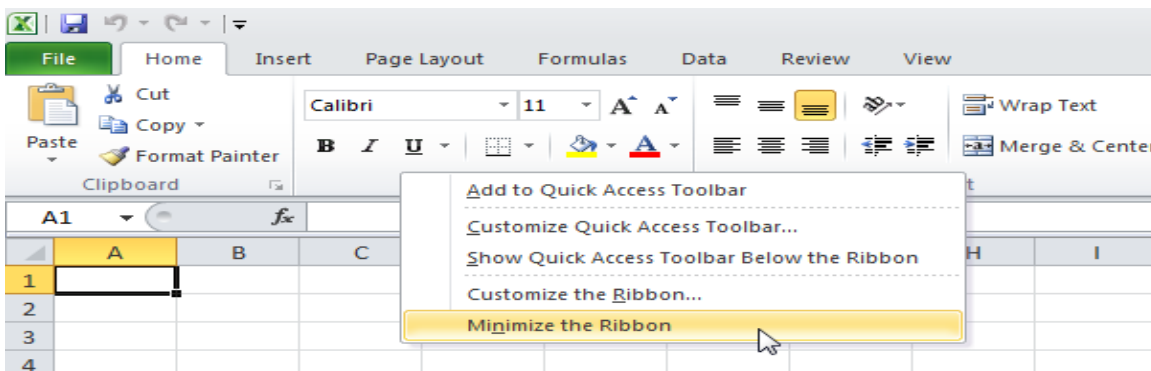 File Home Insert Page Layout Formulas Data Review View
Cut
Calibri 11 A A Wrap Text
Copy
Paste B I U A Merge & Cente
Format Painter
Clipboard t
Add to Quick Access Toolbar
A1 fx
Customize Quick Access Toolbar...
A B C H I
Show Quick Access Toolbar Below the Ribbon
1
Customize the Ribbon...
2
Minimize the Ribbon
3
4